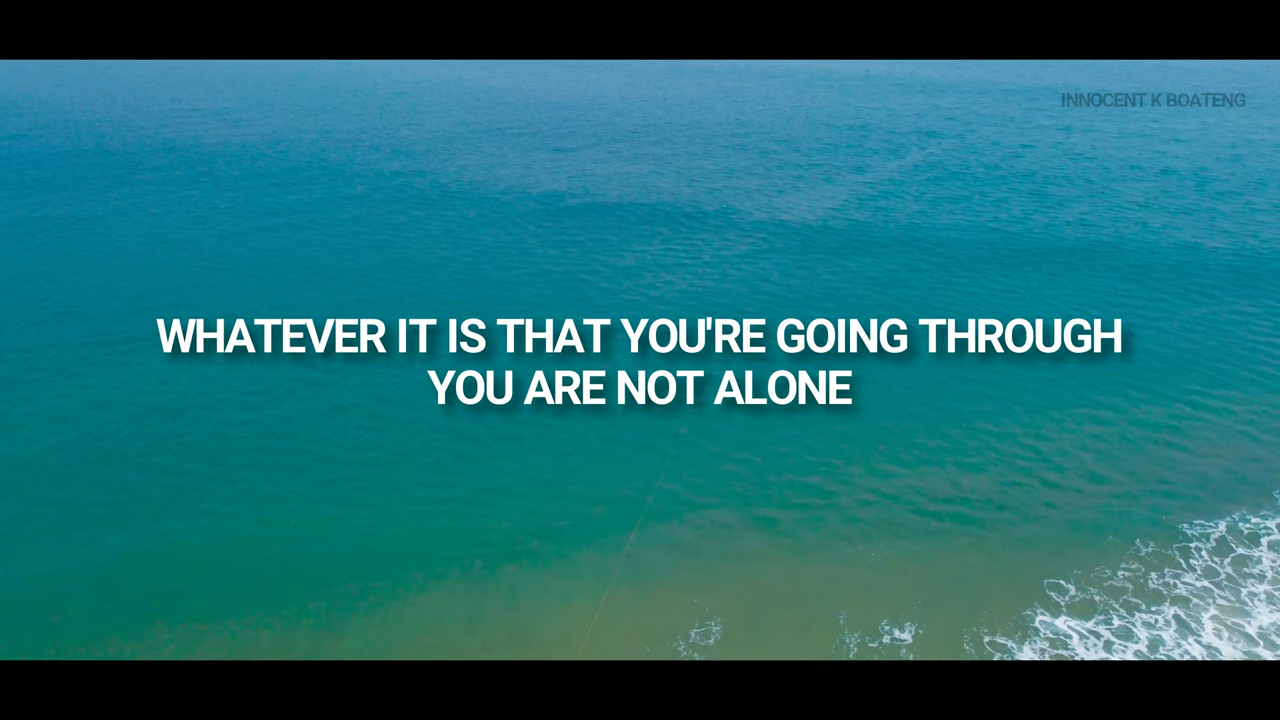 INNOCENT K BOATENG
WHATEVER IT IS THAT YOU'RE GOING THROUGH
YOU ARE NOT ALONE